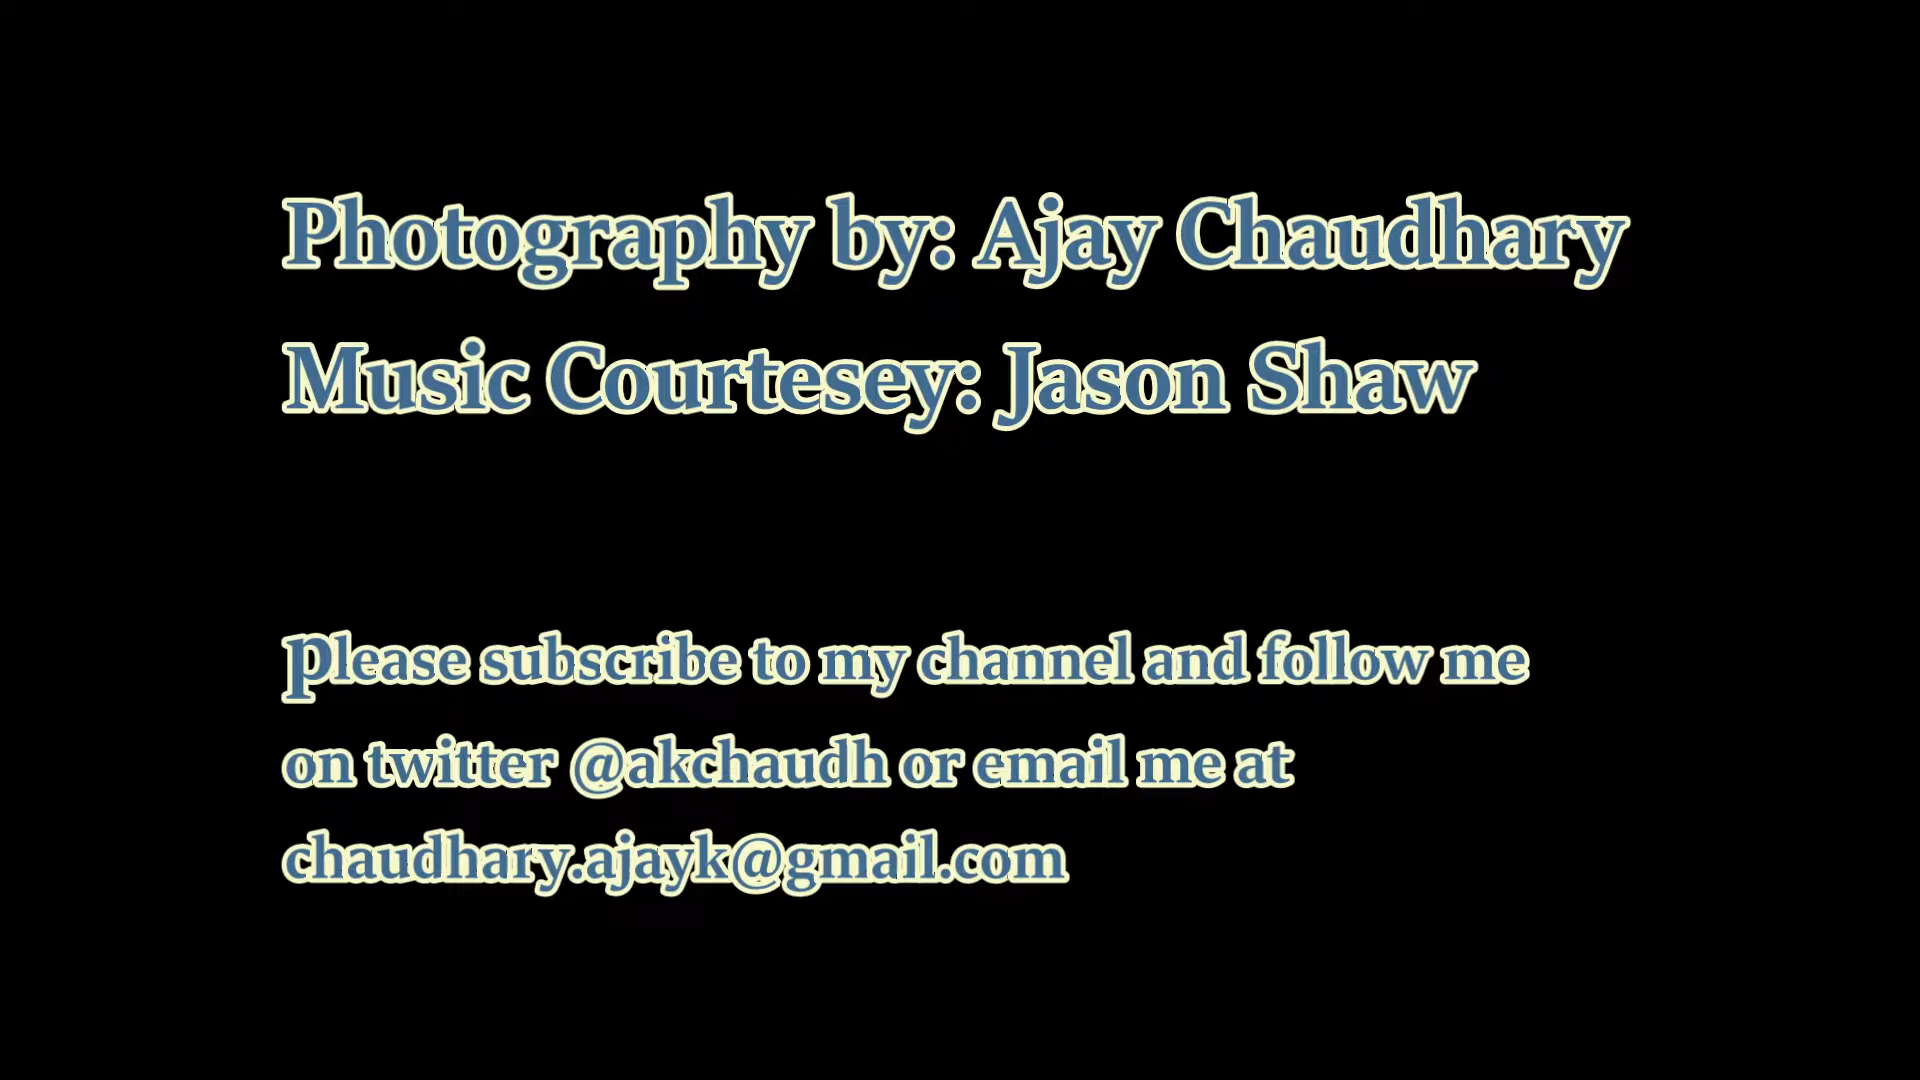 Photography by: Ajay Chaudhary
Music Courtesey: Jason Shaw
please subscribe to my channel and follow me
on twitter @akchaudh or email me at
chaudhary.ajayk@gmail.com